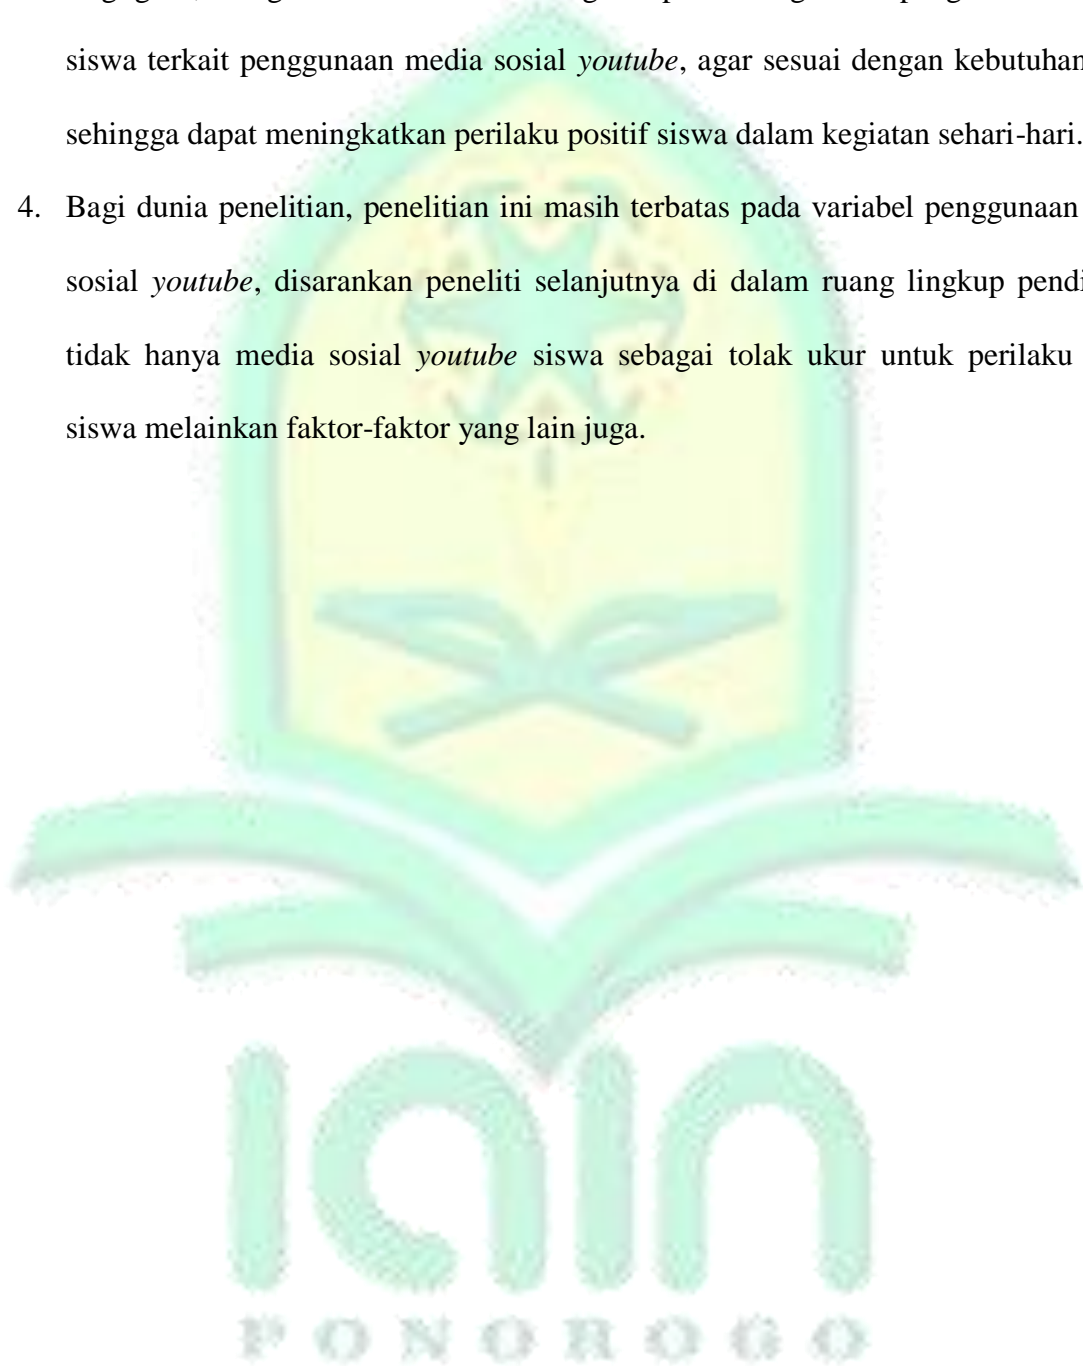 siswa terkait penggunaan media sosial youtube, agar sesuai dengan kebutuhan
sehingga dapat meningkatkan perilaku positif siswa dalam kegiatan sehari-hari.
4. Bagi dunia penelitian, penelitian ini masih terbatas pada variabel penggunaan
sosial youtube, disarankan peneliti selanjutnya di dalam ruang lingkup
tidak hanya media sosial youtube siswa sebagai tolak ukur untuk perilaku
siswa melainkan faktor-faktor yang lain juga.
iain
PONOROGO